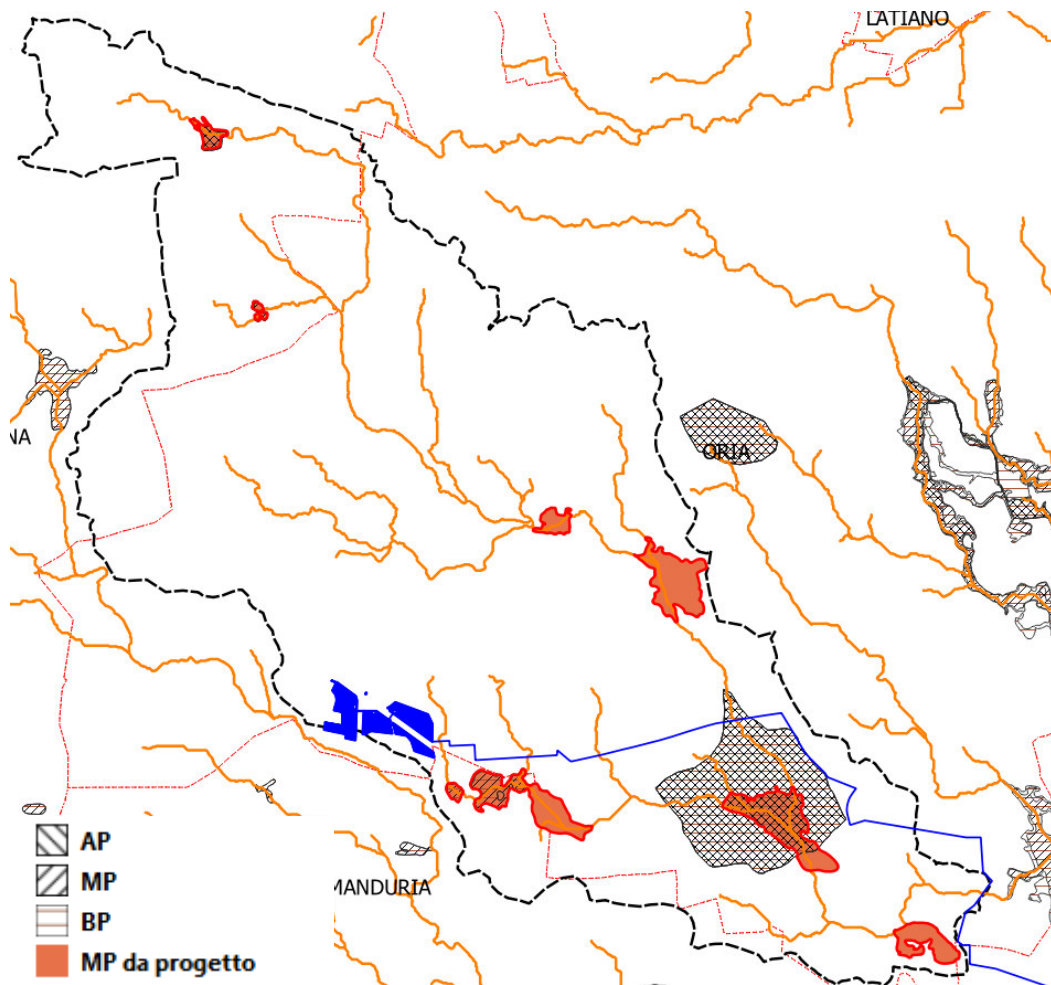 LATIANO
NA
ORIA
MANDURIA
AP
MP
BP
MP da progetto